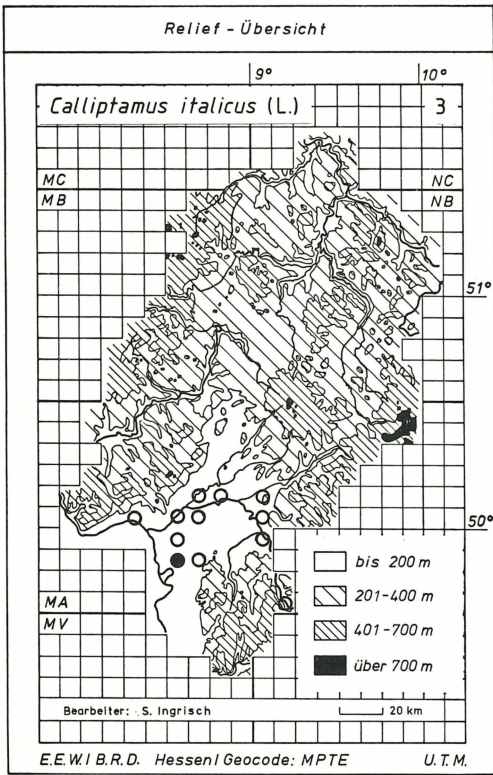 Relief - Übersicht
9° 10°
Calliptamus italicus (L.) 3
MC NC
MB NB
51°
50°
bis 200 m
MA 201-400 m
MV 401-700 m
über 700 m
Bearbeiter: S. Ingrisch 20 km
E.E.W. / B.R.D. Hessen / Geocode: MPTE U.T.M.